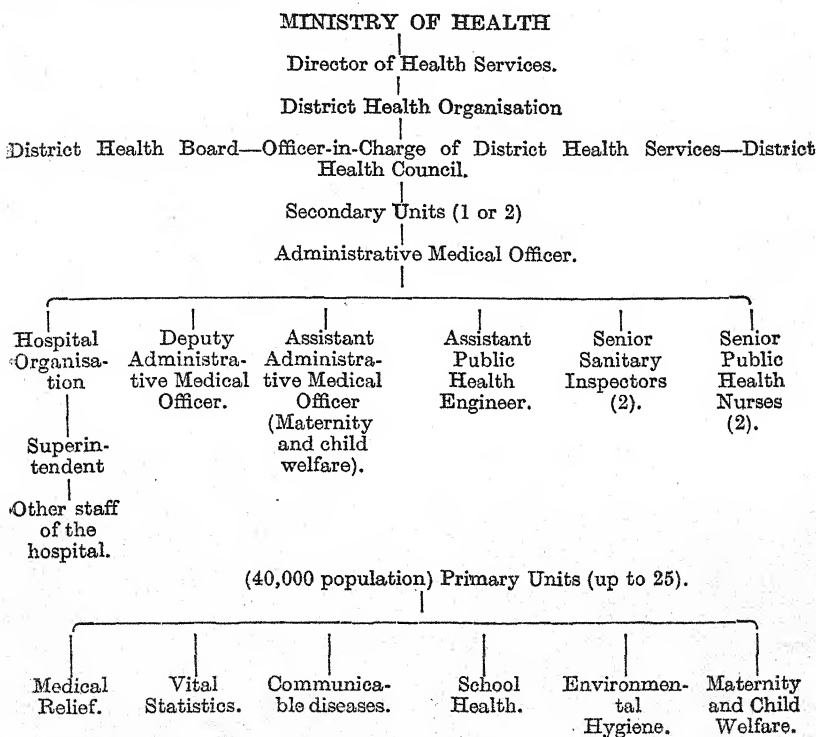 MINISTRY OF HEALTH
Director of Health Services.
District Health Organisation
District Health Board—Officer-in-Charge of District Health Services—District
Health Council.
Secondary Units (1 or 2)
Administrative Medical Officer.
Hospital
Organisa-
tion
Superin-
tendent
Other staff
of the
hospital.
Deputy
Administra-
tive Medical
Officer.
Assistant
Administra-
tive Medical
Officer
(Maternity
and child
welfare).
Assistant
Public
Health
Engineer.
Senior
Sanitary
Inspectors
(2).
Senior
Public
Health
Nurses
(2).
(40,000 population) Primary Units (up to 25).
Medical
Relief.
Vital
Statistics.
Communica-
ble diseases.
School
Health.
Environmen-
tal
Hygiene.
Maternity
and Child
Welfare.